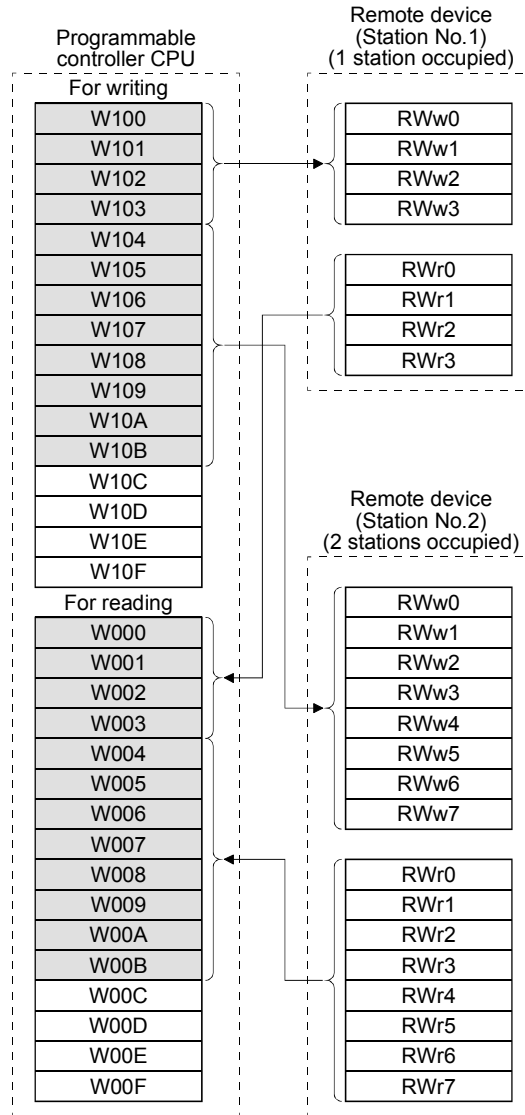 Programmable
controller CPU
For writing
W100
W101
W102
W103
W104
W105
W106
W107
W108
W109
W10A
W10B
W10C
W10D
W10E
W10F
For reading
W000
W001
W002
W003
W004
W005
W006
W007
W008
W009
W00A
W00B
W00C
W00D
W00E
W00F
Remote device
(Station No.1)
(1 station occupied)
RWw0
RWw1
RWw2
RWw3
RWr0
RWr1
RWr2
RWr3
Remote device
(Station No.2)
(2 stations occupied)
RWw0
RWw1
RWw2
RWw3
RWw4
RWw5
RWw6
RWw7
RWr0
RWr1
RWr2
RWr3
RWr4
RWr5
RWr6
RWr7